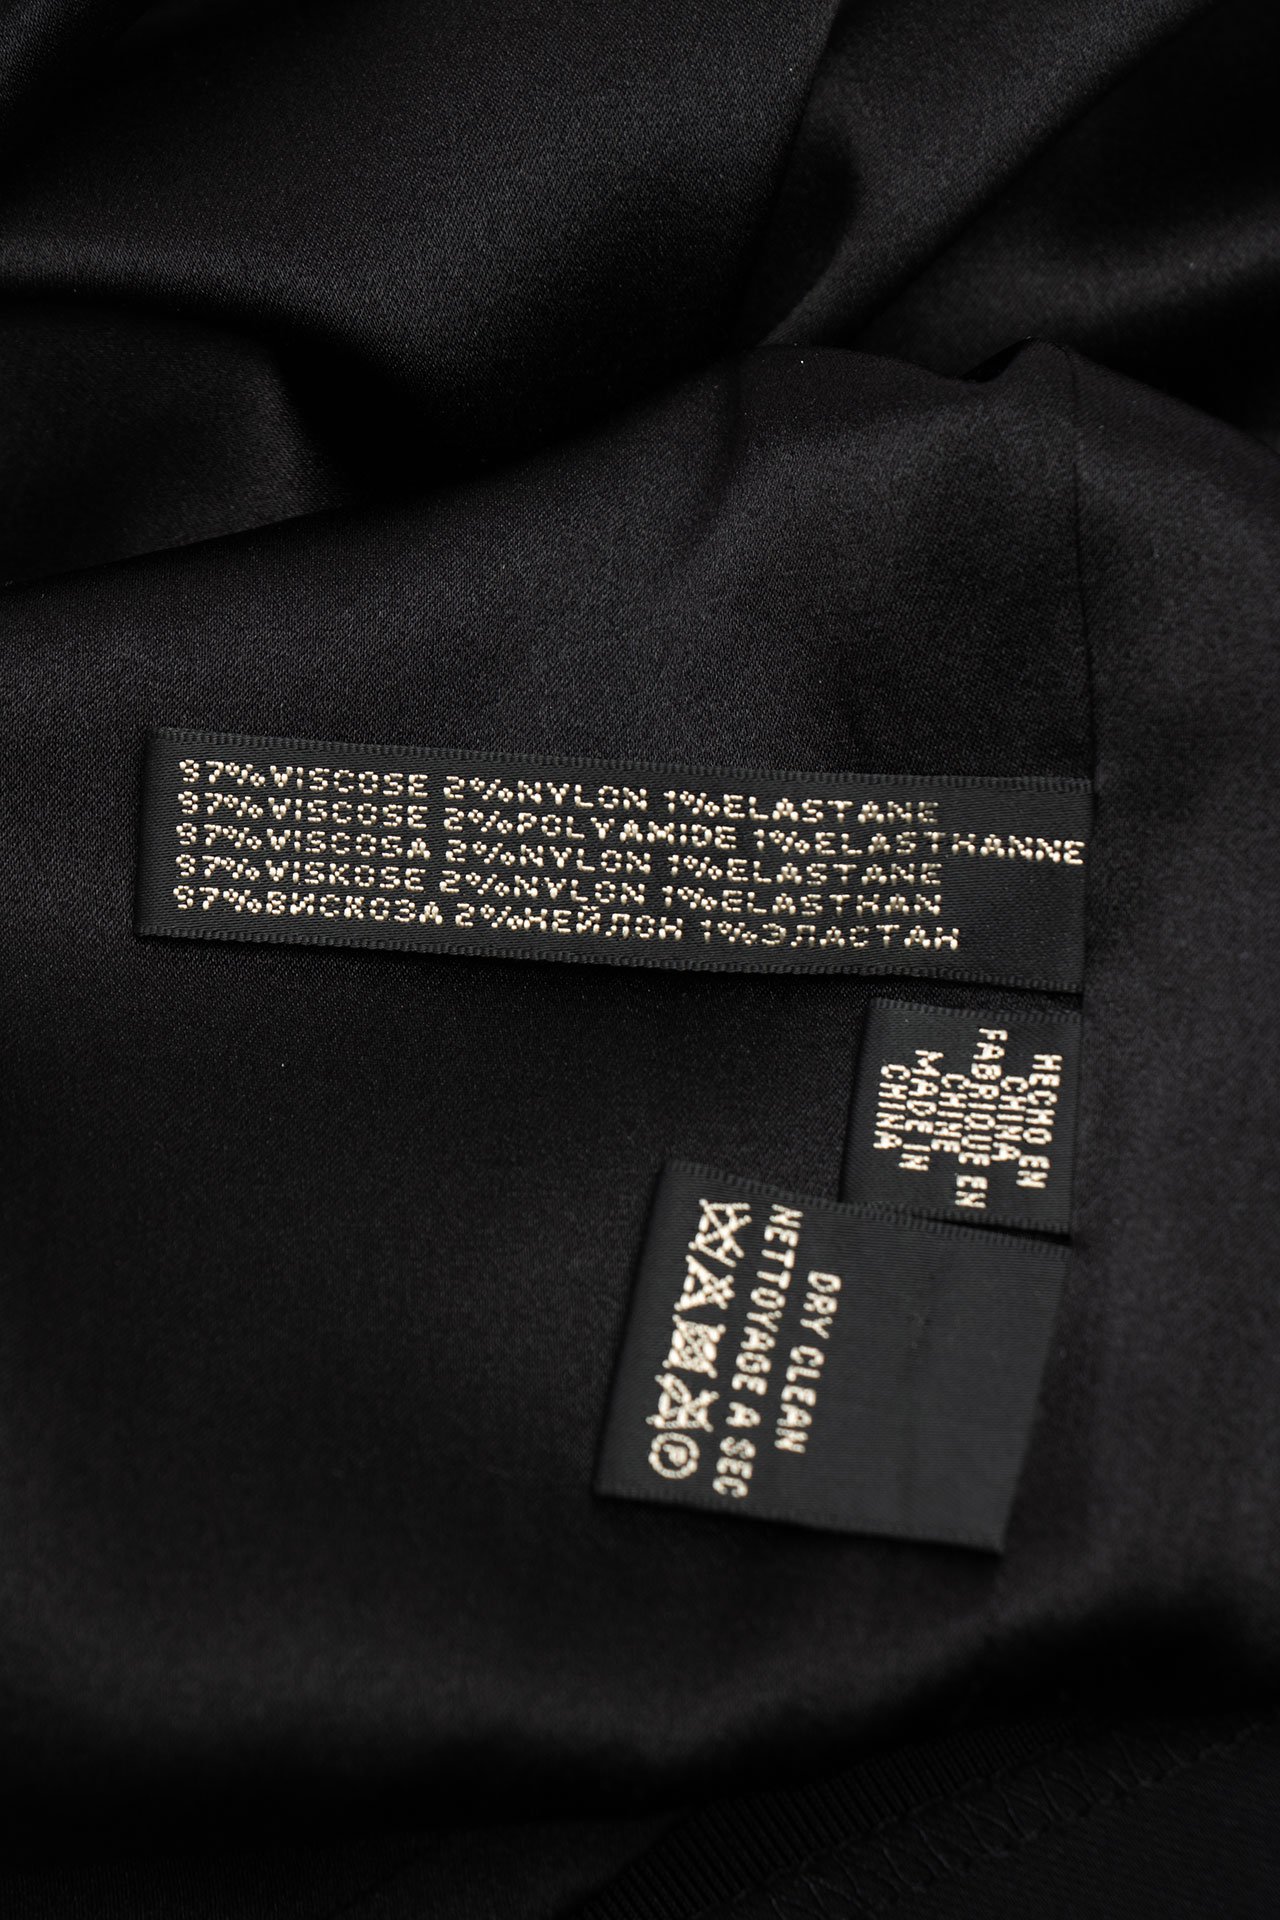 97%VISCOSE 2%NYLON 1%ELASTANE
97%VISCOSE 2%POLYAMIDE 1%ELASTHANNE
97%VISCOSA 2%NYLON 1%ELASTANE
97%VISKOSE 2%NYLON 1%ELASTHAN
97%ВИСКОЗА 2%НЕЙЛОН 1%ЭЛАСТАН
HECHO EN
CHINA
FABRIQUE EN
CHINE
MADE IN
CHINA
DRY CLEAN
NETTOYAGE A SEC
P